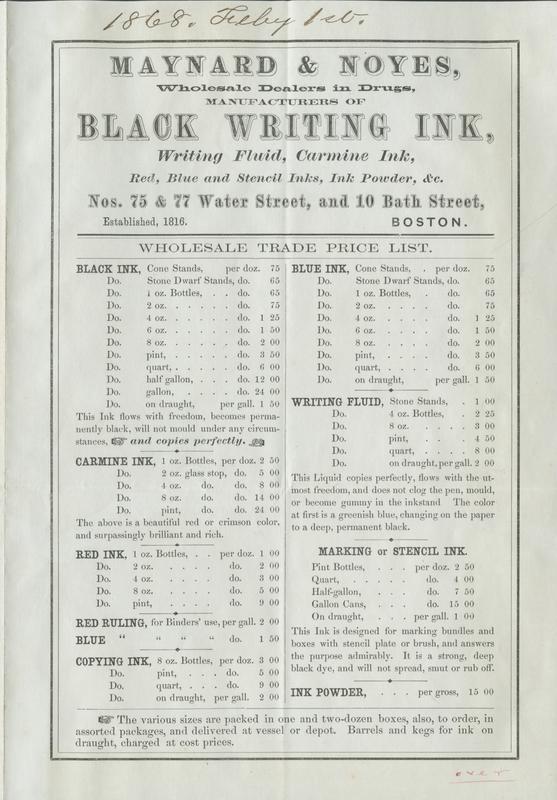 1868. Feby 1st.
MAYNARD & NOYES,
Wholesale Dealers in Drugs,
MANUFACTURERS OF
BLACK WRITING INK,
Writing Fluid, Carmine Ink,
Red, Blue and Stencil Inks, Ink Powder, &c.
Nos. 75 & 77 Water Street, and 10 Bath Street,
Established, 1816. BOSTON.
WHOLESALE TRADE PRICE LIST.
BLACK INK, Cone Stands, per doz. 75
Do. Stone Dwarf Stands, do. 65
Do. 1 oz. Bottles, . . do. 65
Do. 2 oz. . . . . . do. 75
Do. 4 oz. . . . . . do. 1 25
Do. 6 oz. . . . . . do. 1 50
Do. 8 oz. . . . . . do. 2 00
Do. pint, . . . . . do. 3 50
Do. quart, . . . . . do. 6 00
Do. half gallon, . . . do. 12 00
Do. gallon, . . . . do. 24 00
Do. on draught, per gall. 1 50
This Ink flows with freedom, becomes perma-
nently black, will not mould under any circum-
stances, ☞ and copies perfectly. ☜
CARMINE INK, 1 oz. Bottles, per doz. 2 50
Do. 2 oz. glass stop, do. 5 00
Do. 4 oz. do. do. 8 00
Do. 8 oz. do. do. 14 00
Do. pint, do. do. 24 00
The above is a beautiful red or crimson color,
and surpassingly brilliant and rich.
RED INK, 1 oz. Bottles, . . per doz. 1 00
Do. 2 oz. . . . . do. 2 00
Do. 4 oz. . . . . do. 3 00
Do. 8 oz. . . . . do. 5 00
Do. pint, . . . . do. 9 00
RED RULING, for Binders' use, per gall. 2 00
BLUE " " " " do. 1 50
COPYING INK, 8 oz. Bottles, per doz. 3 00
Do. pint, . . . do. 5 00
Do. quart, . . . do. 9 00
Do. on draught, per gall. 2 00
BLUE INK, Cone Stands, . per doz. 75
Do. Stone Dwarf Stands, do. 65
Do. 1 oz. Bottles, . do. 65
Do. 2 oz. . . . . do. 75
Do. 4 oz. . . . . do. 1 25
Do. 6 oz. . . . . do. 1 50
Do. 8 oz. . . . . do. 2 00
Do. pint, . . . . do. 3 50
Do. quart, . . . . do. 6 00
Do. on draught, per gall. 1 50
WRITING FLUID, Stone Stands, . 1 00
Do. 4 oz. Bottles, . 2 25
Do. 8 oz. . . . . 3 00
Do. pint, . . . 4 50
Do. quart, . . . . 8 00
Do. on draught, per gall. 2 00
This Liquid copies perfectly, flows with the ut-
most freedom, and does not clog the pen, mould,
or become gummy in the inkstand The color
at first is a greenish blue, changing on the paper
to a deep, permanent black.
MARKING or STENCIL INK.
Pint Bottles, . . . per doz. 2 50
Quart, . . . . . do. 4 00
Half-gallon, . . . do. 7 50
Gallon Cans, . . . do. 15 00
On draught, . . . per gall. 1 00
This Ink is designed for marking bundles and
boxes with stencil plate or brush, and answers
the purpose admirably. It is a strong, deep
black dye, and will not spread, smut or rub off.
INK POWDER, . . . per gross, 15 00
☞ The various sizes are packed in one and two-dozen boxes, also, to order, in
assorted packages, and delivered at vessel or depot. Barrels and kegs for ink on
draught, charged at cost prices.
over